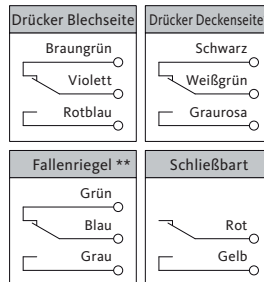 Drücker Blechseite
Braungrün
Violett
Rotblau
Drücker Deckenseite
Schwarz
Weißgrün
Graurosa
Fallenriegel **
Grün
Blau
Grau
Schließbart
Rot
Gelb